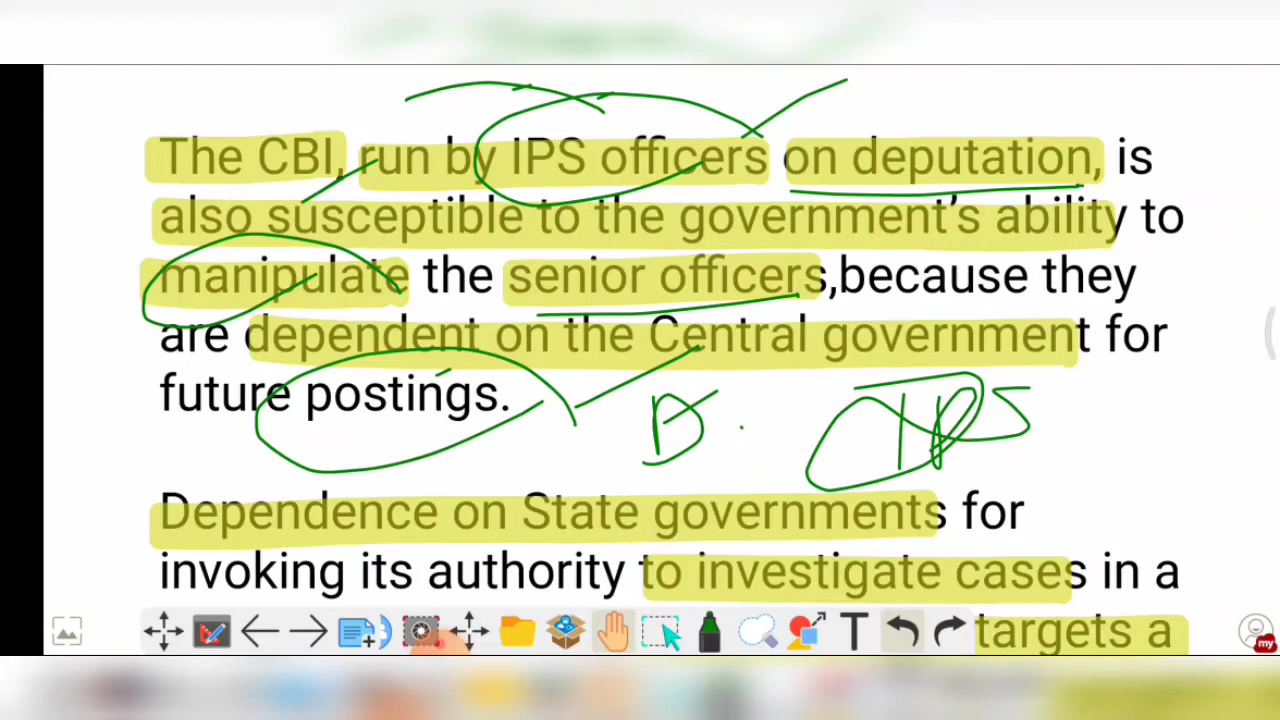 The CBI, run by IPS officers on deputation, is
also susceptible to the government's ability to
manipulate the senior officers,because they
are dependent on the Central government for
future postings.
IPS
Dependence on State governments for
invoking its authority to investigate cases in a
targets a
T
my